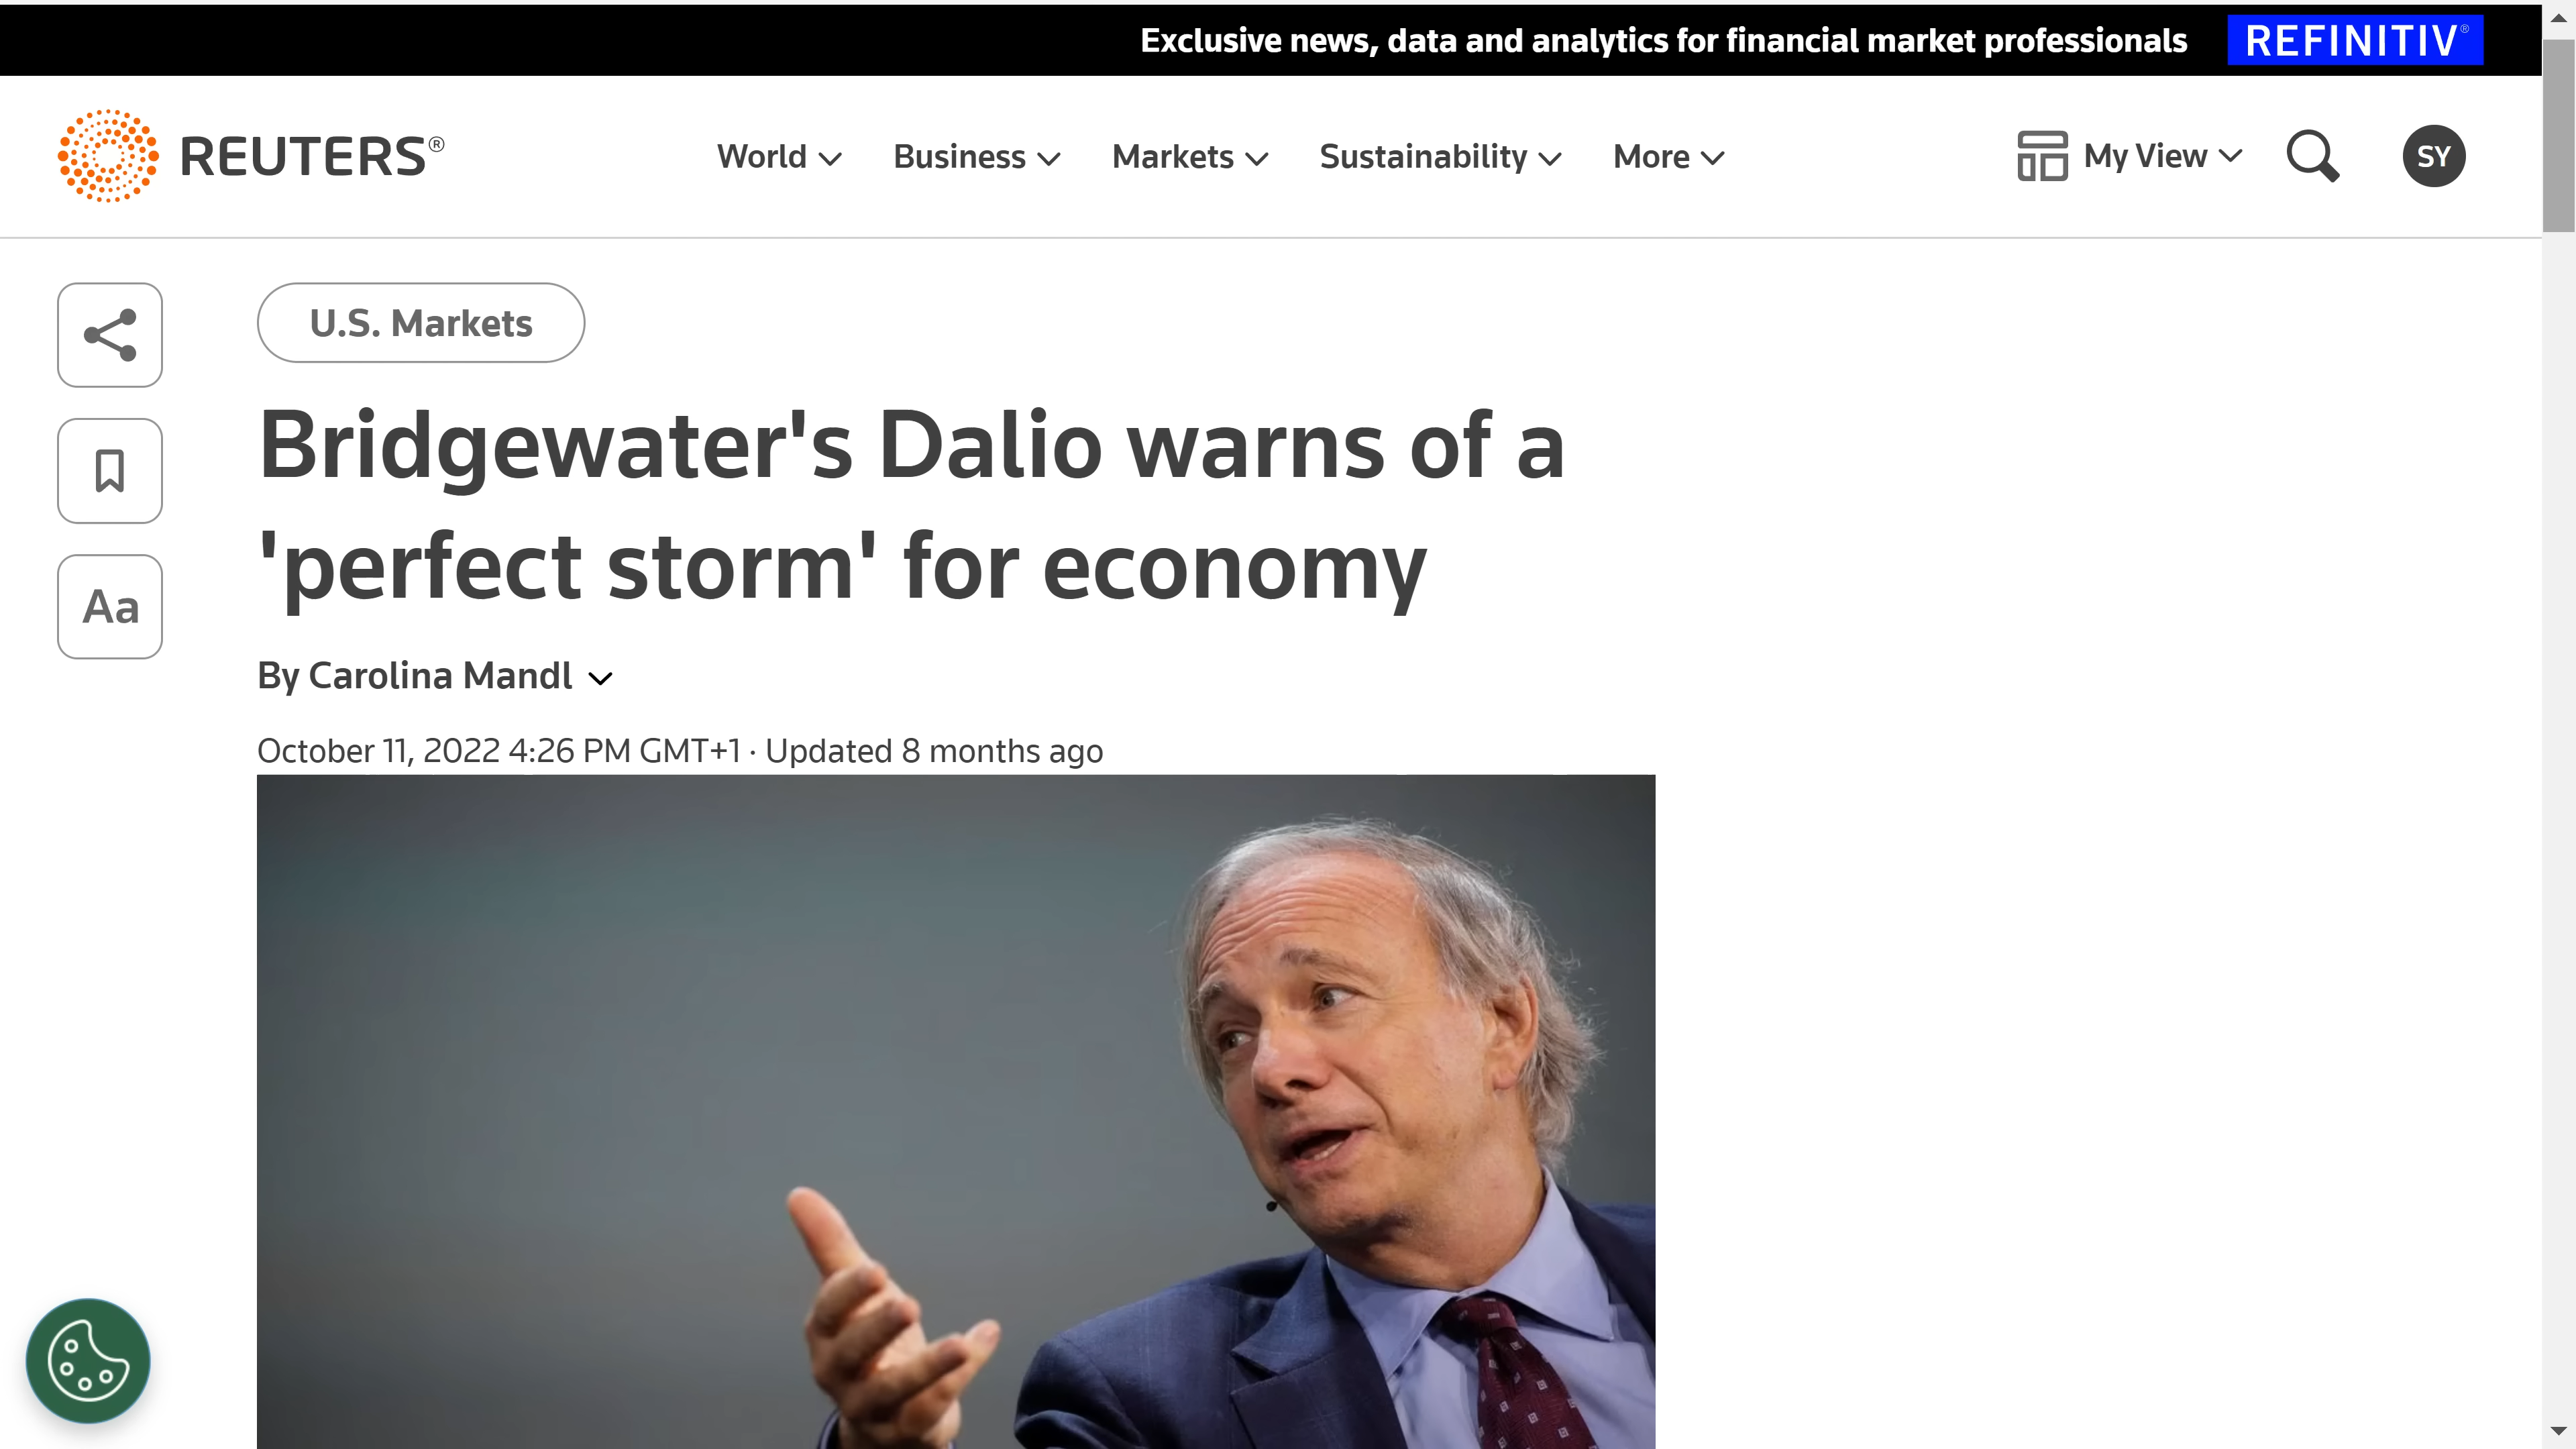 Exclusive news, data and analytics for financial market professionals REFINITIV®
REUTERS®
World Business Markets Sustainability More
My View
SY
U.S. Markets
Bridgewater's Dalio warns of a
'perfect storm' for economy
Aa
By Carolina Mandl
October 11, 2022 4:26 PM GMT+1 · Updated 8 months ago